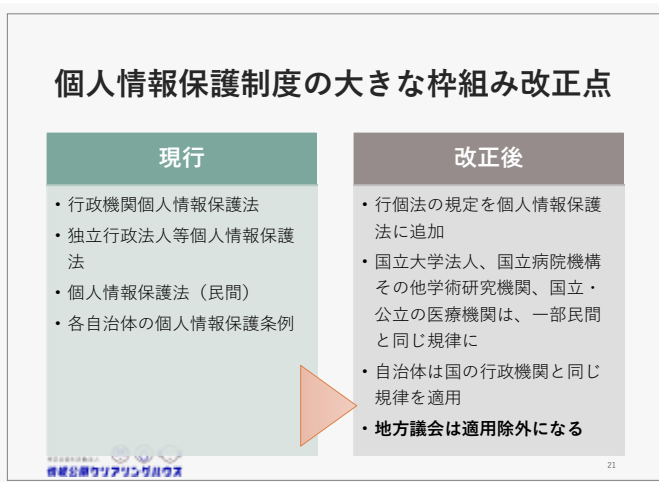 個人情報保護制度の大きな枠組み改正点
現行
・行政機関個人情報保護法
・独立行政法人等個人情報保護
法
・個人情報保護法（民間）
・各自治体の個人情報保護条例
改正後
・行個法の規定を個人情報保護
法に追加
・国立大学法人、国立病院機構
その他学術研究機関、国立・
公立の医療機関は、一部民間
と同じ規律に
・自治体は国の行政機関と同じ
規律を適用
・地方議会は適用除外になる
情報公開クリアリングハウス
21